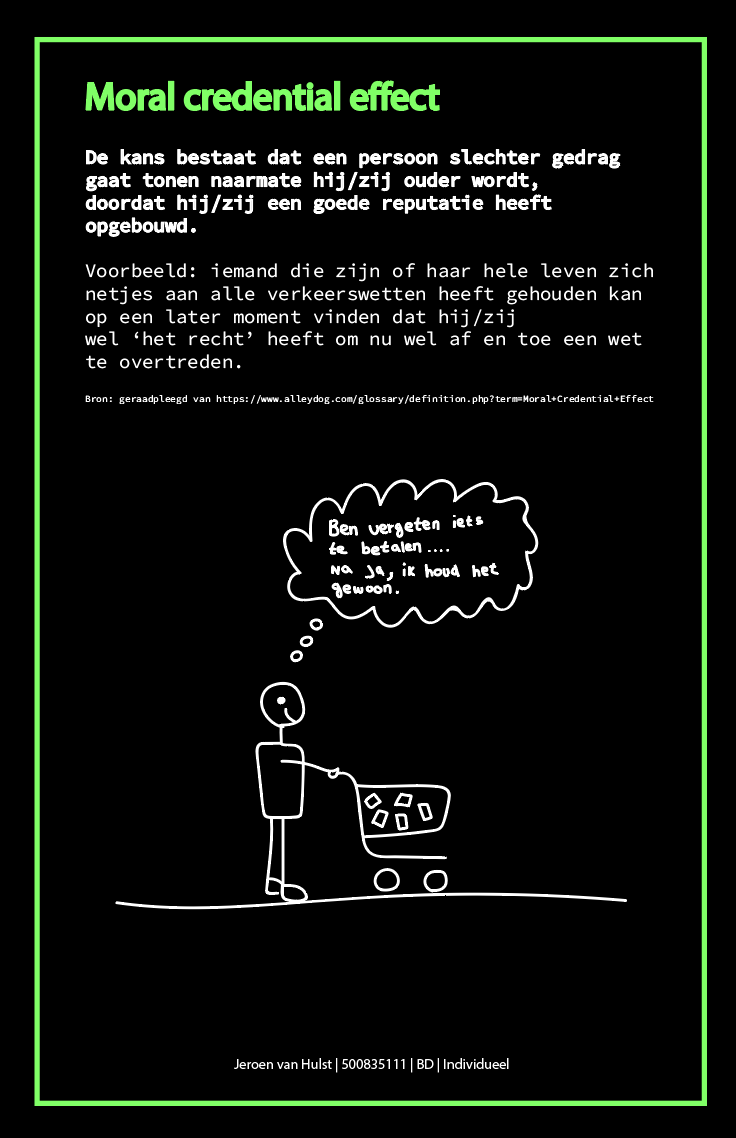 Moral credential effect
De kans bestaat dat een persoon slechter gedrag
gaat tonen naarmate hij/zij ouder wordt,
doordat hij/zij een goede reputatie heeft
opgebouwd.
Voorbeeld: iemand die zijn of haar hele leven zich
netjes aan alle verkeerswetten heeft gehouden kan
op een later moment vinden dat hij/zij
wel ‘het recht’ heeft om nu wel af en toe een wet
te overtreden.
Bron: geraadpleegd van https://www.alleydog.com/glossary/definition.php?term=Moral+Credential+Effect
Ben vergeten iets
te betalen....
Na ja, ik houd het
gewoon.
Jeroen van Hulst | 500835111 | BD | Individueel